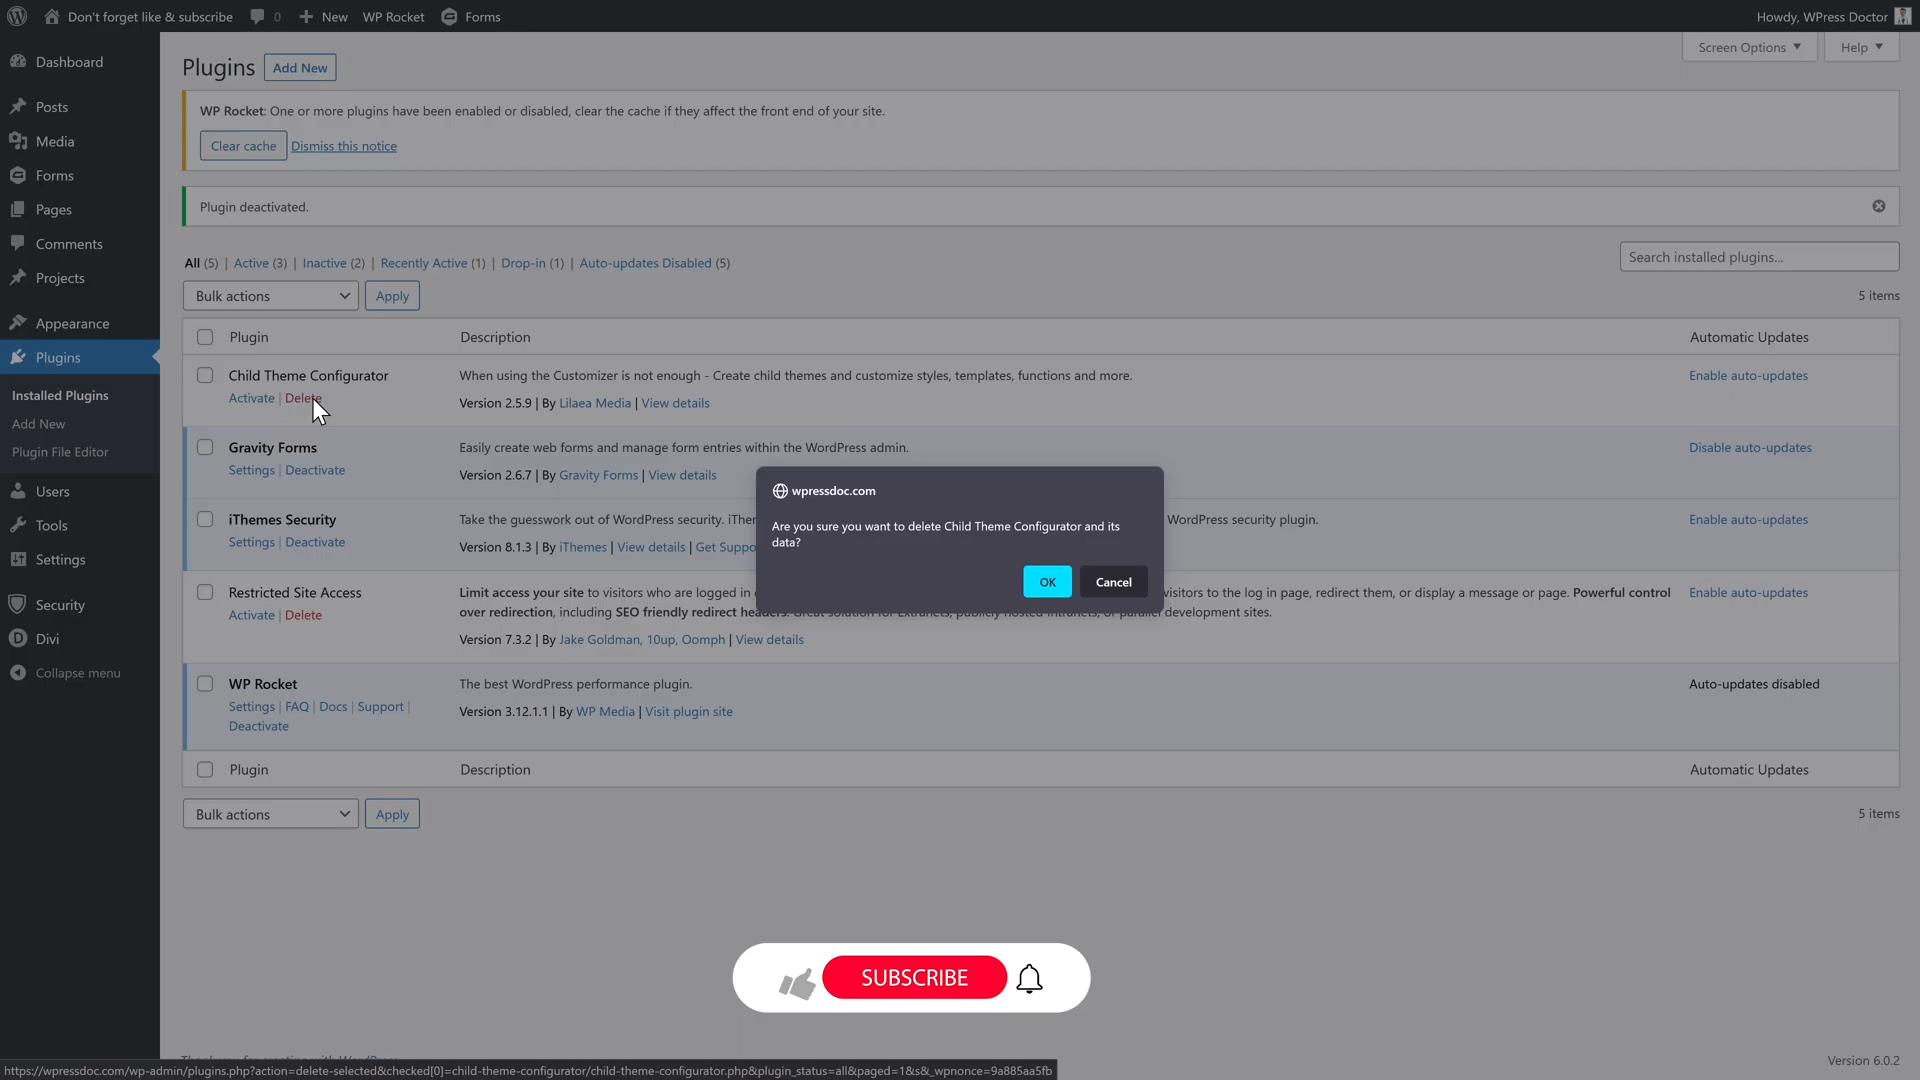 Don't forget like & subscribe 0 New WP Rocket Forms Howdy, WPress Doctor
Screen Options Help
Dashboard
Posts
Media
Forms
Pages
Comments
Projects
Appearance
Plugins
Installed Plugins
Add New
Plugin File Editor
Users
Tools
Settings
Security
Divi
Collapse menu
Plugins Add New
WP Rocket: One or more plugins have been enabled or disabled, clear the cache if they affect the front end of your site.
Clear cache Dismiss this notice
Plugin deactivated.
All (5) | Active (3) | Inactive (2) | Recently Active (1) | Drop-in (1) | Auto-updates Disabled (5)
Search installed plugins...
Bulk actions Apply 5 items
Plugin Description Automatic Updates
Child Theme Configurator When using the Customizer is not enough - Create child themes and customize styles, templates, functions and more. Enable auto-updates
Activate | Delete Version 2.5.9 | By Lilaea Media | View details
Gravity Forms Easily create web forms and manage form entries within the WordPress admin. Disable auto-updates
Settings | Deactivate Version 2.6.7 | By Gravity Forms | View details
iThemes Security Take the guesswork out of WordPress security. iTher WordPress security plugin. Enable auto-updates
Settings | Deactivate Version 8.1.3 | By iThemes | View details | Get Suppo
Restricted Site Access Limit access your site to visitors who are logged in visitors to the log in page, redirect them, or display a message or page. Powerful control Enable auto-updates
Activate | Delete over redirection, including SEO friendly redirect headers. Great solution for Extranets, publicly hosted Intranets, or parallel development sites.
Version 7.3.2 | By Jake Goldman, 10up, Oomph | View details
WP Rocket The best WordPress performance plugin. Auto-updates disabled
Settings | FAQ | Docs | Support |
Deactivate
Version 3.12.1.1 | By WP Media | Visit plugin site
Plugin Description Automatic Updates
Bulk actions Apply 5 items
wpressdoc.com
Are you sure you want to delete Child Theme Configurator and its
data?
OK Cancel
SUBSCRIBE
Thank you for creating with WordPress. Version 6.0.2
https://wpressdoc.com/wp-admin/plugins.php?action=delete-selected&checked[0]=child-theme-configurator/child-theme-configurator.php&plugin_status=all&paged=1&s&_wpnonce=9a885aa5fb